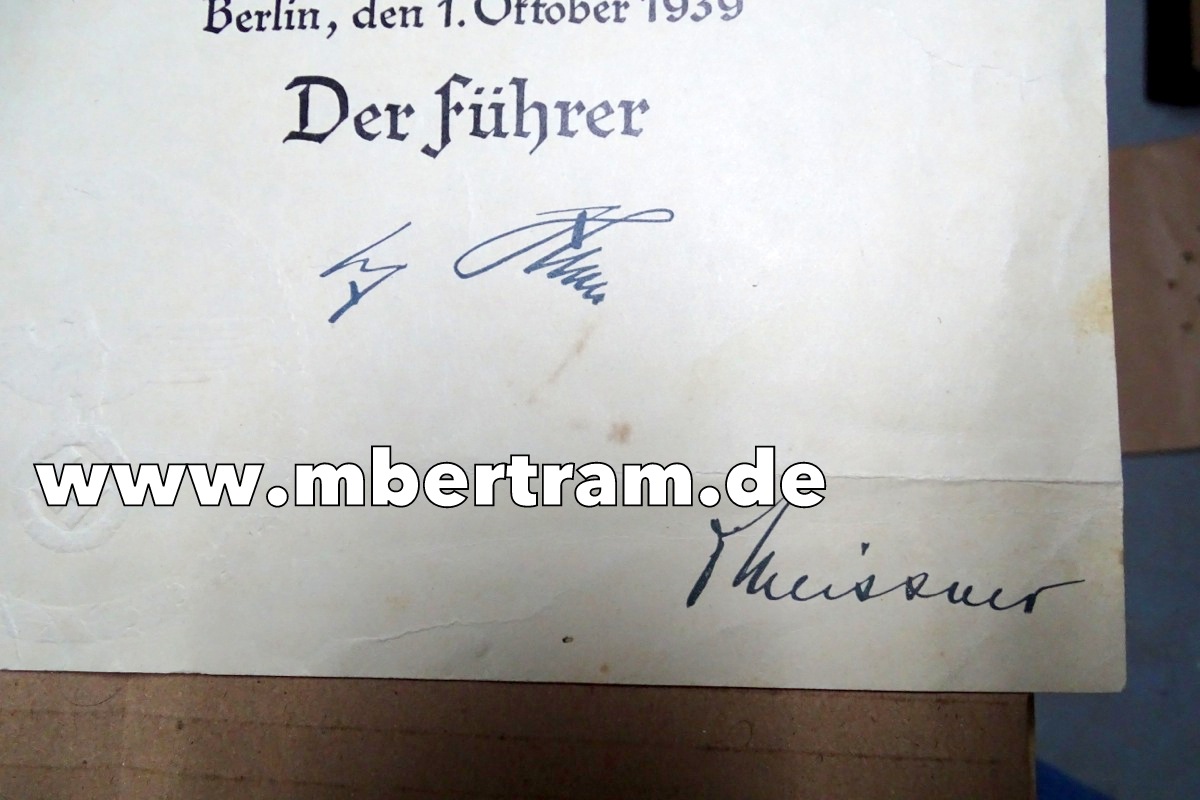 Berlin, den 1. Oktober 1939
Der Führer
www.mbertram.de
Meissner